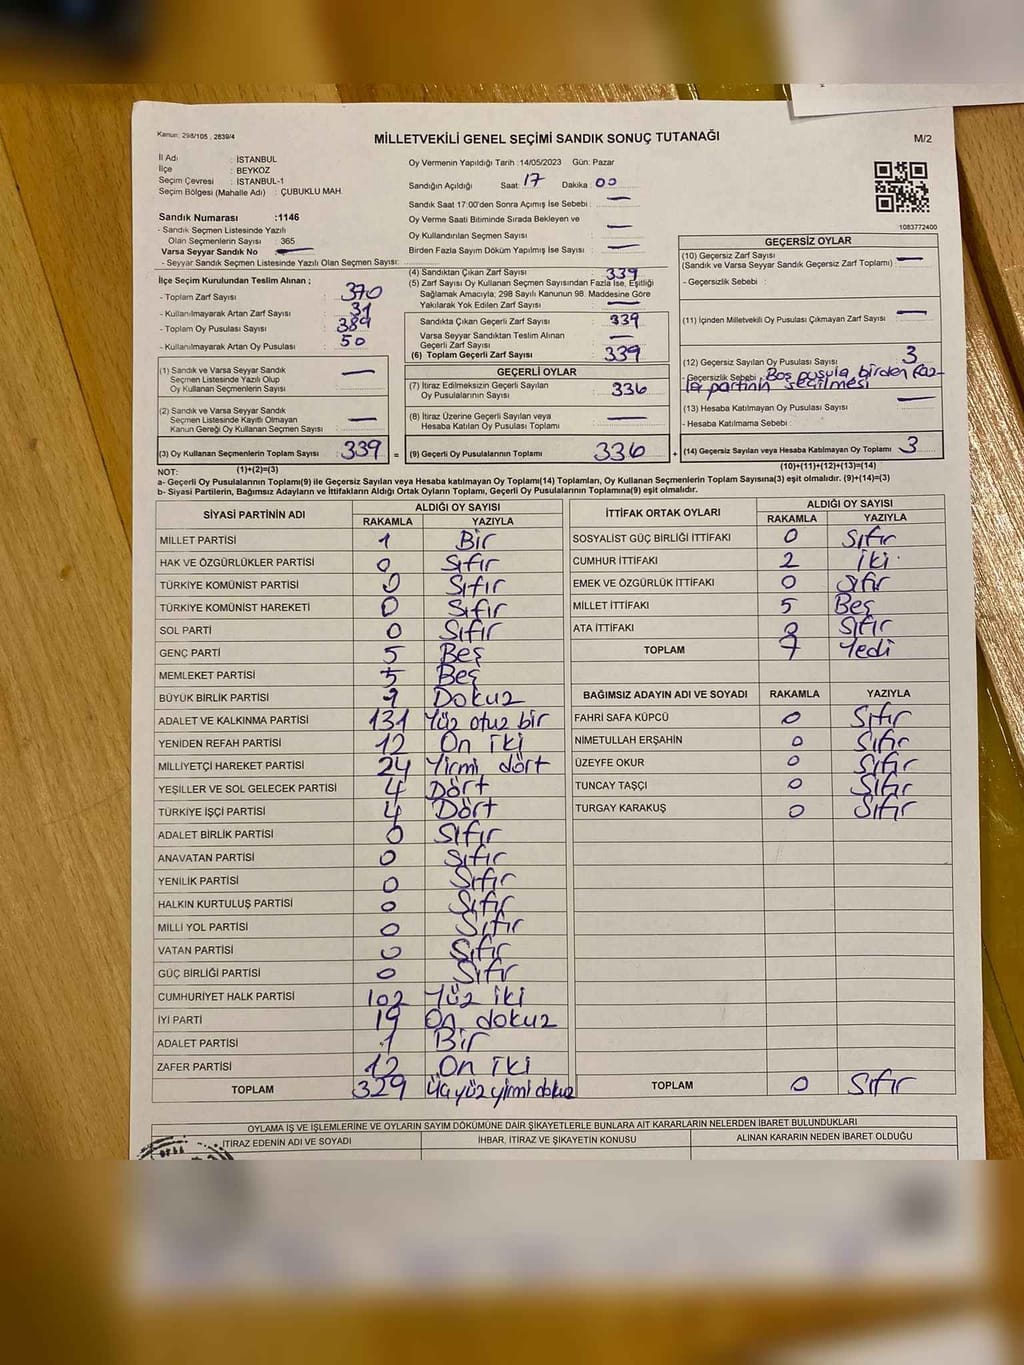 Kanun: 298/105 , 2839/4
MİLLETVEKİLİ GENEL SEÇİMİ SANDIK SONUÇ TUTANAĞI
M/2
İl Adı : İSTANBUL
İlçe : BEYKOZ
Seçim Çevresi : İSTANBUL-1
Seçim Bölgesi (Mahalle Adı) : ÇUBUKLU MAH.
Sandık Numarası :1146
- Sandık Seçmen Listesinde Yazılı
Olan Seçmenlerin Sayısı : 365
Varsa Seyyar Sandık No
- Seyyar Sandık Seçmen Listesinde Yazılı Olan Seçmen Sayısı:
Oy Vermenin Yapıldığı Tarih :14/05/2023 Gün: Pazar
Sandığın Açıldığı Saat: 17 Dakika 00
Sandık Saat 17:00'den Sonra Açımış İse Sebebi : —
Oy Verme Saati Bitiminde Sırada Bekleyen ve
Oy Kullandırılan Seçmen Sayısı —
Birden Fazla Sayım Döküm Yapılmış İse Sayısı : —
1083772400
İlçe Seçim Kurulundan Teslim Alınan ;
- Toplam Zarf Sayısı : 370
- Kullanılmayarak Artan Zarf Sayısı : 31
- Toplam Oy Pusulası Sayısı : 389
- Kullanılmayarak Artan Oy Pusulası : 50
(1) Sandık ve Varsa Seyyar Sandık
Seçmen Listesinde Yazılı Olup
Oy Kullanan Seçmenlerin Sayısı : —
(2) Sandık ve Varsa Seyyar Sandık
Seçmen Listesinde Kayıtlı Olmayan
Kanun Gereği Oy Kullanan Seçmen Sayısı : —
(3) Oy Kullanan Seçmenlerin Toplam Sayısı : 339
(4) Sandıktan Çıkan Zarf Sayısı : 339
(5) Zarf Sayısı Oy Kullanan Seçmen Sayısından Fazla İse, Eşitliği
Sağlamak Amacıyla; 298 Sayılı Kanunun 98. Maddesine Göre
Yakılarak Yok Edilen Zarf Sayısı : —
Sandıkta Çıkan Geçerli Zarf Sayısı : 339
Varsa Seyyar Sandıktan Teslim Alınan
Geçerli Zarf Sayısı : —
(6) Toplam Geçerli Zarf Sayısı : 339
GEÇERLİ OYLAR
(7) İtiraz Edilmeksizin Geçerli Sayılan
Oy Pusulalarının Sayısı : 336
(8) İtiraz Üzerine Geçerli Sayılan veya
Hesaba Katılan Oy Pusulası Toplamı : —
= (9) Geçerli Oy Pusulalarının Toplamı : 336
GEÇERSİZ OYLAR
(10) Geçersiz Zarf Sayısı
(Sandık ve Varsa Seyyar Sandık Geçersiz Zarf Toplamı) : —
- Geçersizlik Sebebi :
(11) İçinden Milletvekili Oy Pusulası Çıkmayan Zarf Sayısı : —
(12) Geçersiz Sayılan Oy Pusulası Sayısı : 3
- Geçersizlik Sebebi : Boş pusula, birden faz-
la partinin seçilmesi
(13) Hesaba Katılmayan Oy Pusulası Sayısı : —
- Hesaba Katılmama Sebebi :
+ (14) Geçersiz Sayılan veya Hesaba Katılmayan Oy Toplamı : 3
NOT: (1)+(2)=(3)
(10)+(11)+(12)+(13)=(14)
a- Geçerli Oy Pusulalarının Toplamı(9) ile Geçersiz Sayılan veya Hesaba Katılmayan Oy Toplamı(14) Toplamları, Oy Kullanan Seçmenlerin Toplam Sayısına(3) eşit olmalıdır. (9)+(14)=(3)
b- Siyasi Partilerin, Bağımsız Adayların ve İttifakların Aldığı Ortak Oyların Toplamı, Geçerli Oy Pusulalarının Toplamına(9) eşit olmalıdır.
SİYASİ PARTİNİN ADI
ALDIĞI OY SAYISI
RAKAMLA YAZIYLA
MİLLET PARTİSİ 1 Bir
HAK VE ÖZGÜRLÜKLER PARTİSİ 0 Sıfır
TÜRKİYE KOMÜNİST PARTİSİ 0 Sıfır
TÜRKİYE KOMÜNİST HAREKETİ 0 Sıfır
SOL PARTİ 0 Sıfır
GENÇ PARTİ 5 Beş
MEMLEKET PARTİSİ 5 Beş
BÜYÜK BİRLİK PARTİSİ 9 Dokuz
ADALET VE KALKINMA PARTİSİ 131 Yüz otuz bir
YENİDEN REFAH PARTİSİ 12 On iki
MİLLİYETÇİ HAREKET PARTİSİ 24 Yirmi dört
YEŞİLLER VE SOL GELECEK PARTİSİ 4 Dört
TÜRKİYE İŞÇİ PARTİSİ 4 Dört
ADALET BİRLİK PARTİSİ 0 Sıfır
ANAVATAN PARTİSİ 0 Sıfır
YENİLİK PARTİSİ 0 Sıfır
HALKIN KURTULUŞ PARTİSİ 0 Sıfır
MİLLİ YOL PARTİSİ 0 Sıfır
VATAN PARTİSİ 0 Sıfır
GÜÇ BİRLİĞİ PARTİSİ 0 Sıfır
CUMHURİYET HALK PARTİSİ 102 Yüz iki
İYİ PARTİ 19 On dokuz
ADALET PARTİSİ 1 Bir
ZAFER PARTİSİ 12 On iki
TOPLAM 329 Üçyüz yirmi dokuz
İTTİFAK ORTAK OYLARI
ALDIĞI OY SAYISI
RAKAMLA YAZIYLA
SOSYALİST GÜÇ BİRLİĞİ İTTİFAKI 0 Sıfır
CUMHUR İTTİFAKI 2 iki.
EMEK VE ÖZGÜRLÜK İTTİFAKI 0 Sıfır
MİLLET İTTİFAKI 5 Beş
ATA İTTİFAKI 0 Sıfır
TOPLAM 7 Yedi
BAĞIMSIZ ADAYIN ADI VE SOYADI RAKAMLA YAZIYLA
FAHRİ SAFA KÜPCÜ 0 Sıfır
NİMETULLAH ERŞAHİN 0 Sıfır
ÜZEYFE OKUR 0 Sıfır
TUNCAY TAŞÇI 0 Sıfır
TURGAY KARAKUŞ 0 Sıfır
TOPLAM 0 Sıfır
OYLAMA İŞ VE İŞLEMLERİNE VE OYLARIN SAYIM DÖKÜMÜNE DAİR ŞİKAYETLERLE BUNLARA AİT KARARLARIN NELERDEN İBARET BULUNDUKLARI
İTİRAZ EDENİN ADI VE SOYADI
İHBAR, İTİRAZ VE ŞİKAYETİN KONUSU
ALINAN KARARIN NEDEN İBARET OLDUĞU